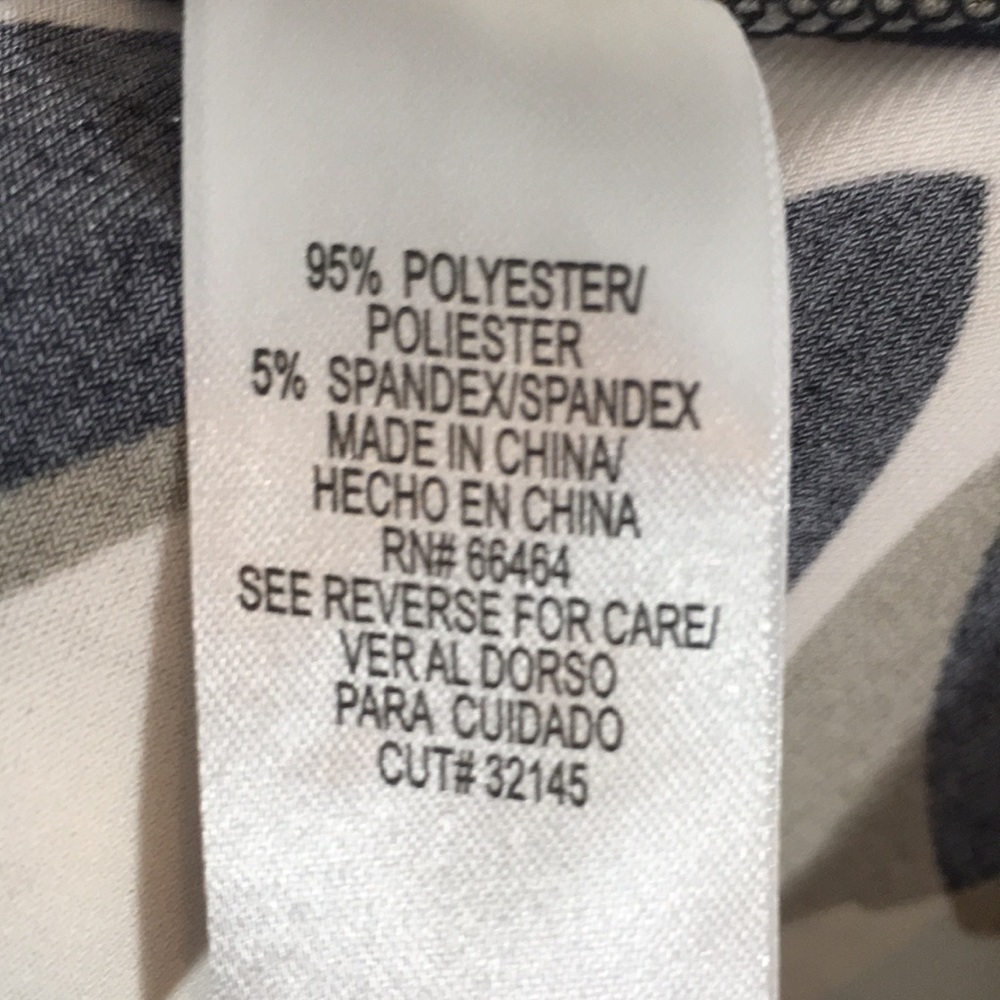 95% POLYESTER/
POLIESTER
5% SPANDEX/SPANDEX
MADE IN CHINA/
HECHO EN CHINA
RN# 66464
SEE REVERSE FOR CARE/
VER AL DORSO
PARA CUIDADO
CUT# 32145